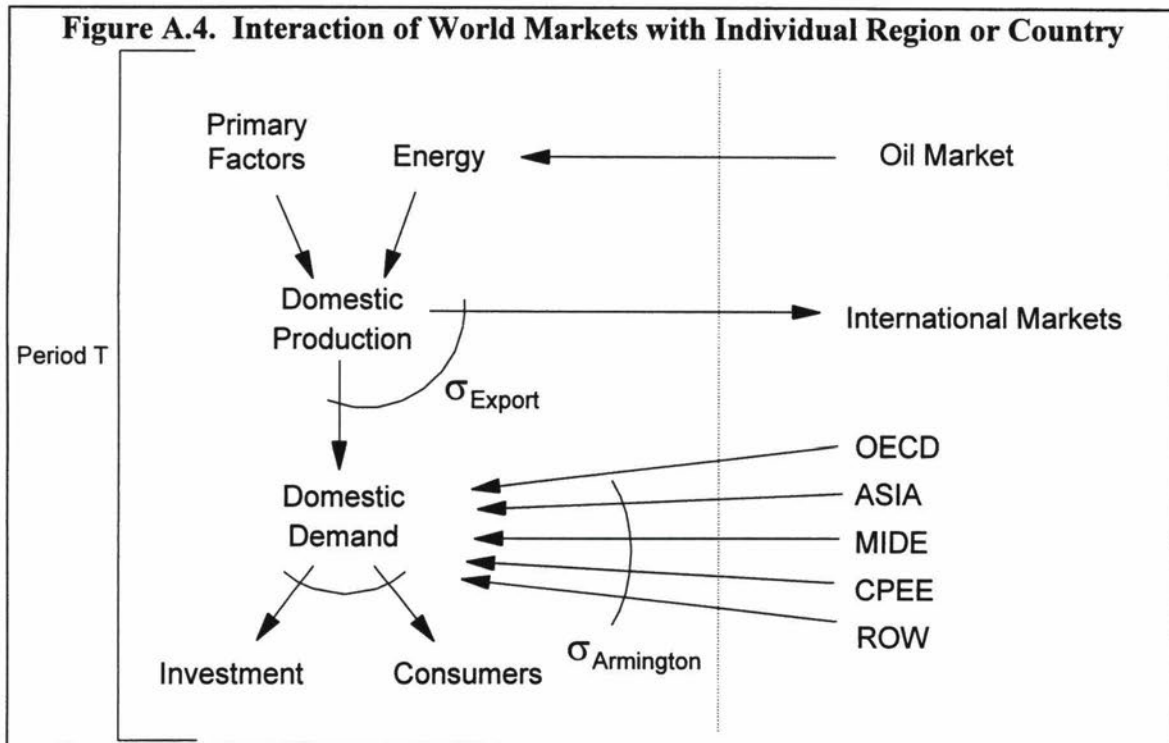 Figure A.4. Interaction of World Markets with Individual Region or Country
Primary
Factors
Energy
Oil Market
Domestic
Production
International Markets
Period T
σExport
OECD
ASIA
Domestic
Demand
MIDE
CPEE
ROW
σArmington
Investment
Consumers